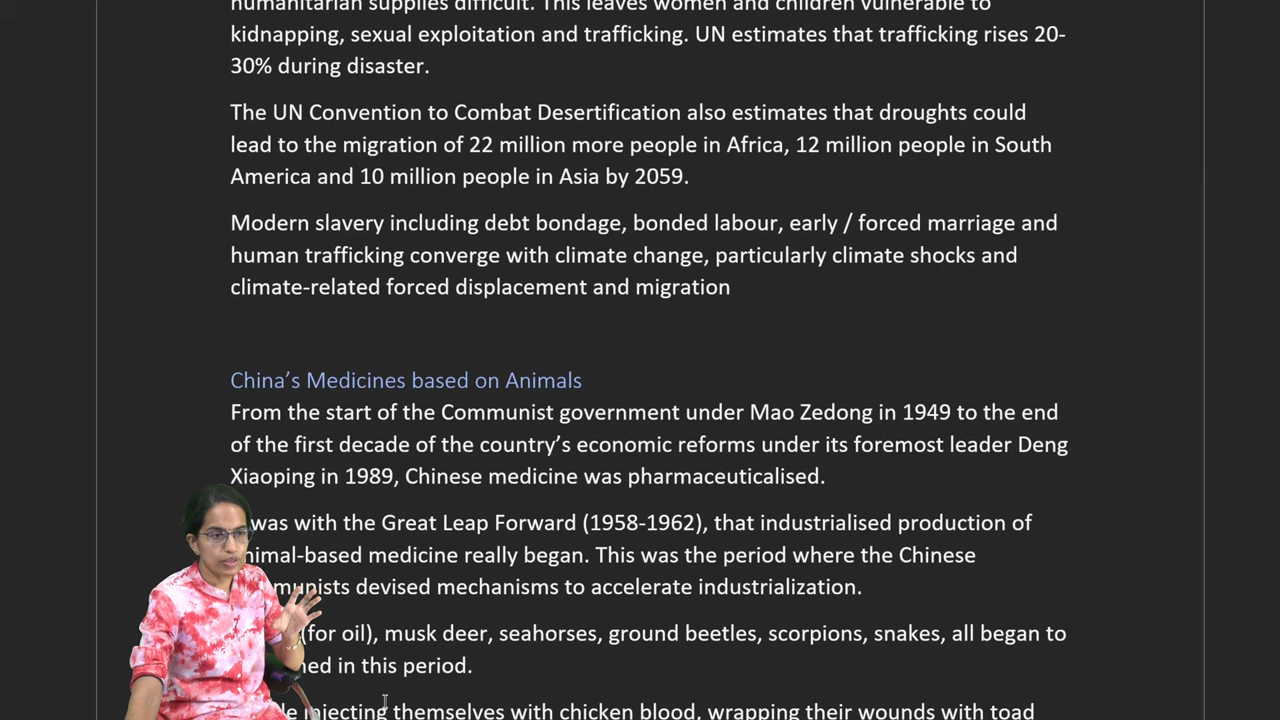 humanitarian supplies difficult. This leaves women and children vulnerable to
kidnapping, sexual exploitation and trafficking. UN estimates that trafficking rises 20-
30% during disaster.
The UN Convention to Combat Desertification also estimates that droughts could
lead to the migration of 22 million more people in Africa, 12 million people in South
America and 10 million people in Asia by 2059.
Modern slavery including debt bondage, bonded labour, early / forced marriage and
human trafficking converge with climate change, particularly climate shocks and
climate-related forced displacement and migration
China’s Medicines based on Animals
From the start of the Communist government under Mao Zedong in 1949 to the end
of the first decade of the country’s economic reforms under its foremost leader Deng
Xiaoping in 1989, Chinese medicine was pharmaceuticalised.
was with the Great Leap Forward (1958-1962), that industrialised production of
nimal-based medicine really began. This was the period where the Chinese
munists devised mechanisms to accelerate industrialization.
(for oil), musk deer, seahorses, ground beetles, scorpions, snakes, all began to
ned in this period.
injecting themselves with chicken blood, wrapping their wounds with toad